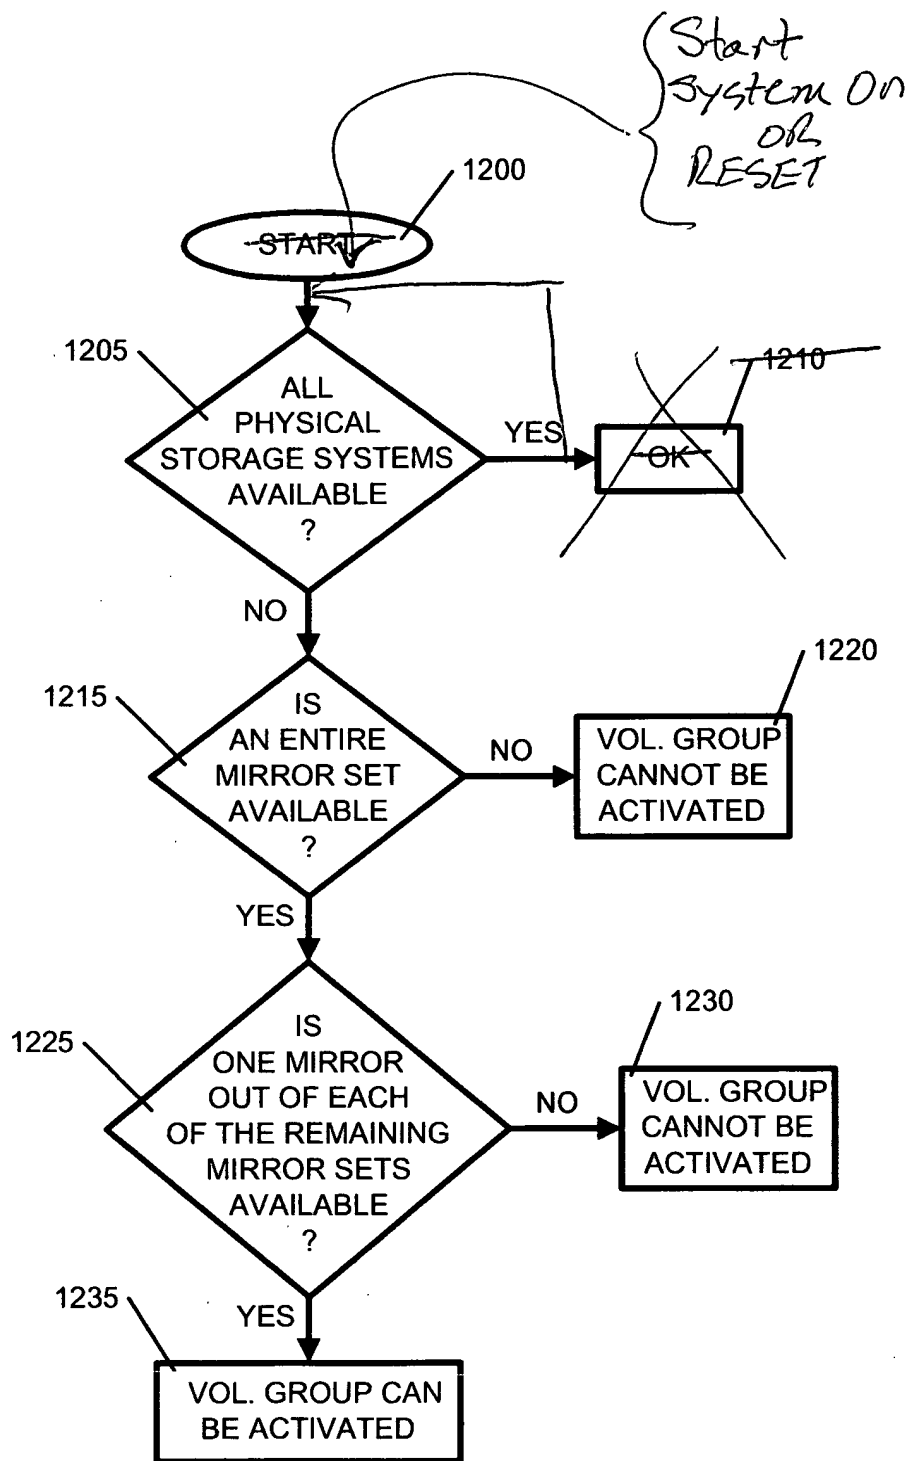 Start
System On
OR
RESET
1200
START
1205
ALL
PHYSICAL
STORAGE SYSTEMS
AVAILABLE
?
YES
1210
OK
NO
1215
IS
AN ENTIRE
MIRROR SET
AVAILABLE
?
NO
1220
VOL. GROUP
CANNOT BE
ACTIVATED
YES
1225
IS
ONE MIRROR
OUT OF EACH
OF THE REMAINING
MIRROR SETS
AVAILABLE
?
NO
1230
VOL. GROUP
CANNOT BE
ACTIVATED
YES
1235
VOL. GROUP CAN
BE ACTIVATED